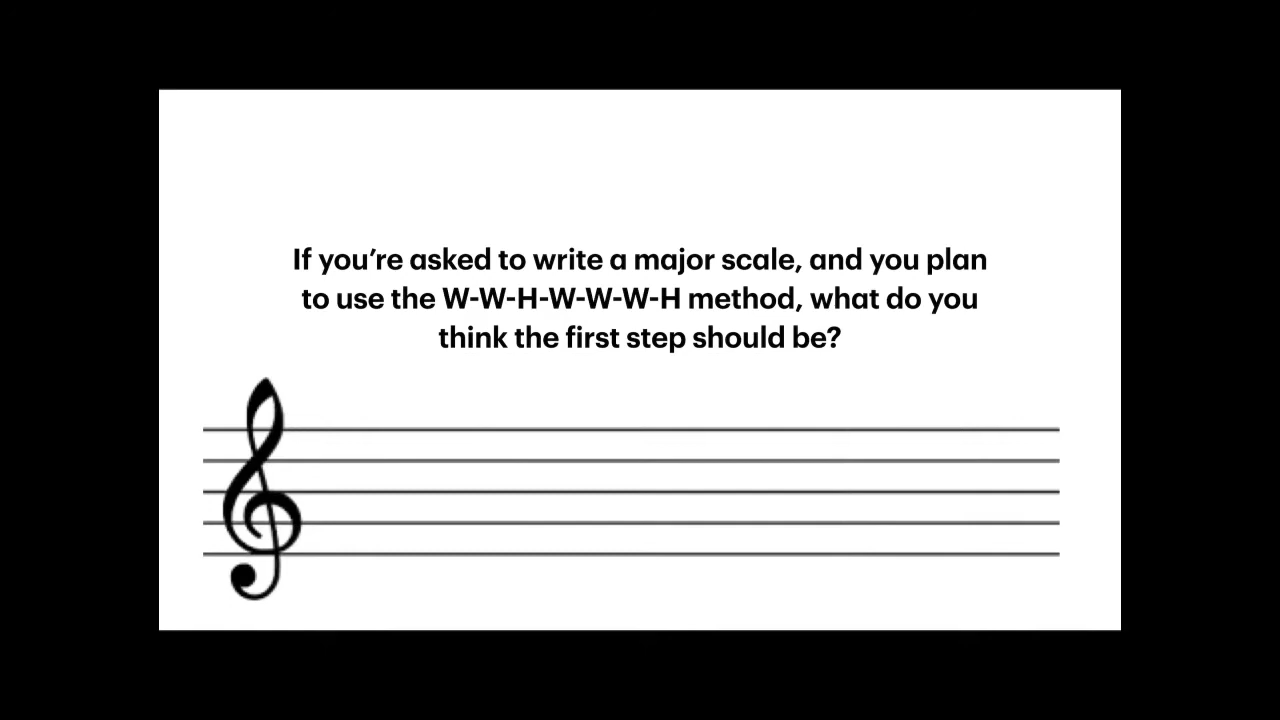 If you’re asked to write a major scale, and you plan
to use the W-W-H-W-W-W-H method, what do you
think the first step should be?